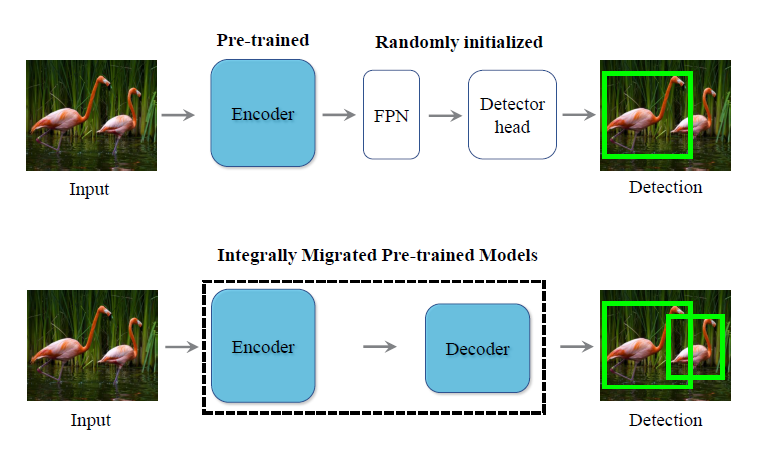 Pre-trained
Randomly initialized
Encoder
FPN
Detector
head
Input
Detection
Integrally Migrated Pre-trained Models
Encoder
Decoder
Input
Detection